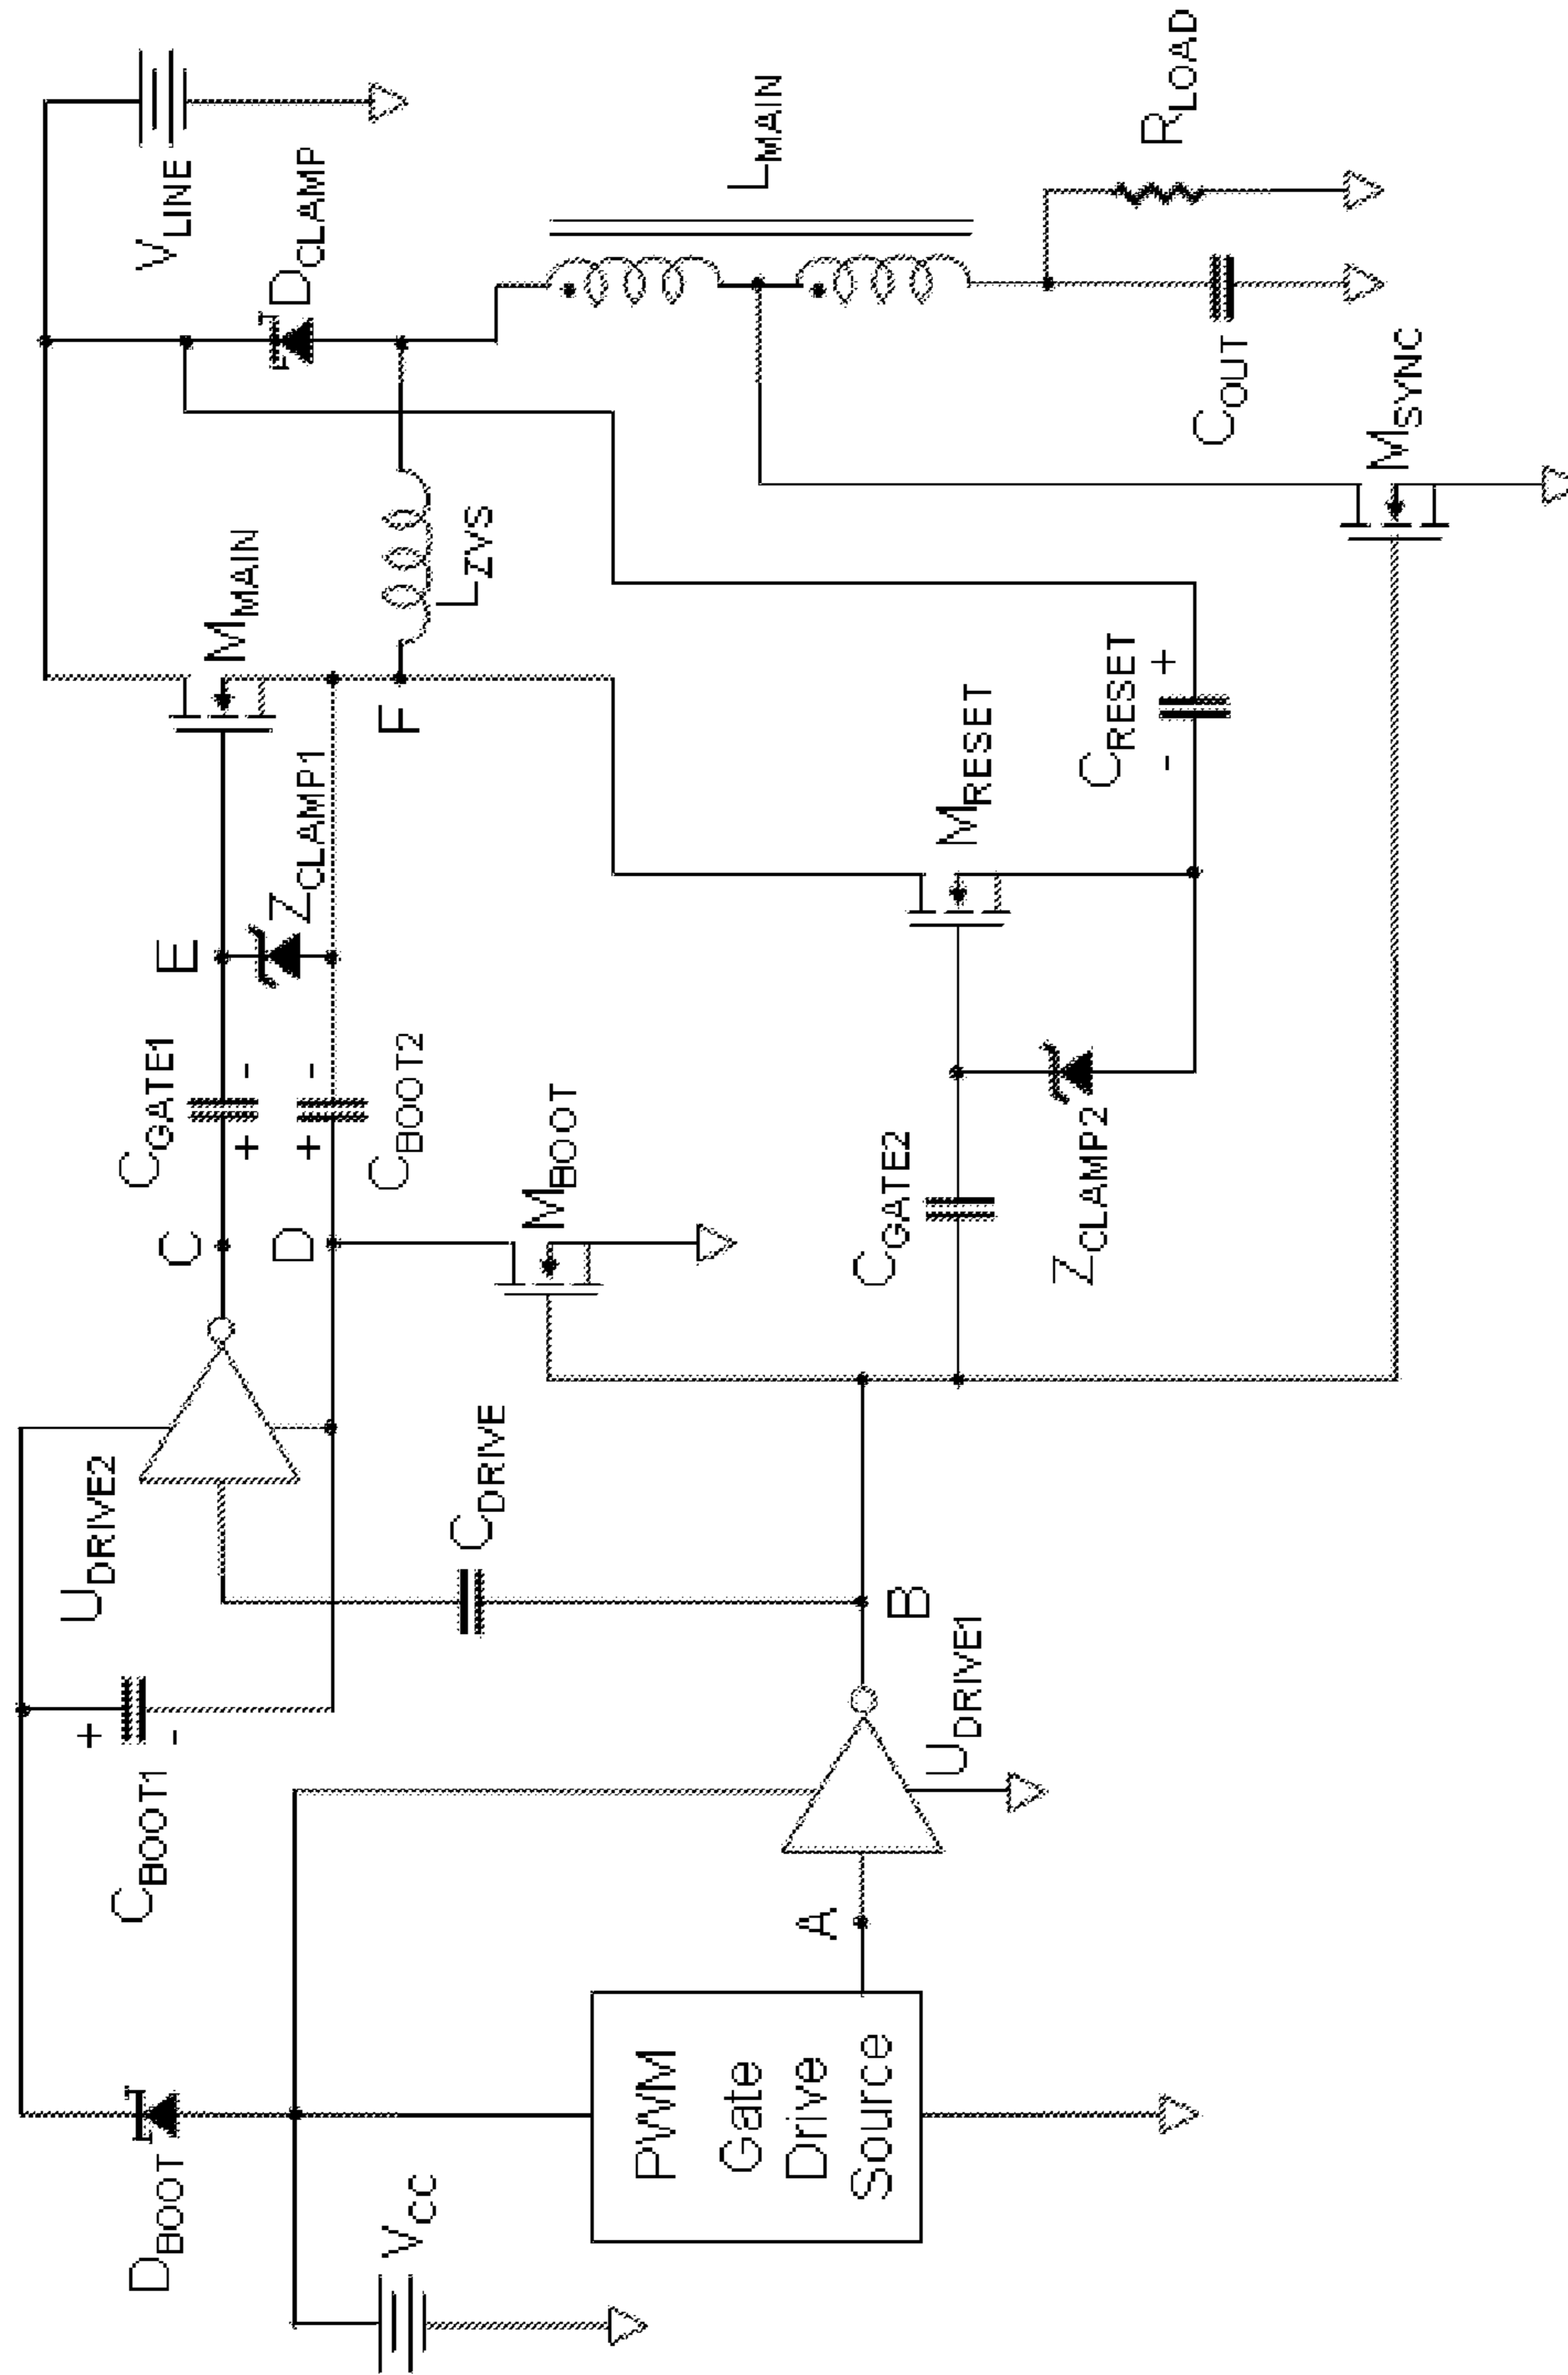 D_BOOT
V_CC
PWM
Gate
Drive
Source
A
C_BOOT1
+
-
U_DRIVE2
U_DRIVE1
B
C_DRIVE
C
D
C_GATE1
+
-
+
-
C_BOOT2
M_BOOT
E
Z_CLAMP1
C_GATE2
Z_CLAMP2
M_MAIN
F
L_ZVS
M_RESET
C_RESET
-
+
V_LINE
D_CLAMP
L_MAIN
C_OUT
R_LOAD
M_SYNC